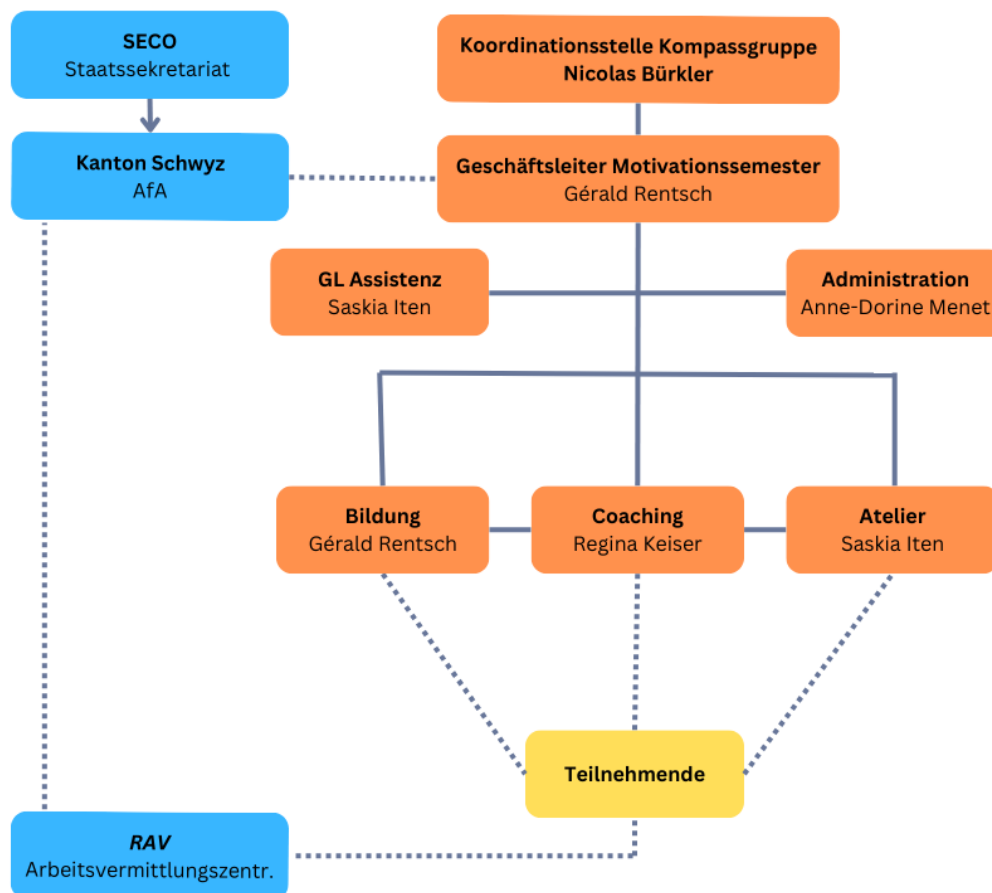 SECO
Staatssekretariat
Koordinationsstelle Kompassgruppe
Nicolas Bürkler
Kanton Schwyz
AfA
Geschäftsleiter Motivationssemester
Gérald Rentsch
GL Assistenz
Saskia Iten
Administration
Anne-Dorine Menet
Bildung
Gérald Rentsch
Coaching
Regina Keiser
Atelier
Saskia Iten
Teilnehmende
RAV
Arbeitsvermittlungszentr.